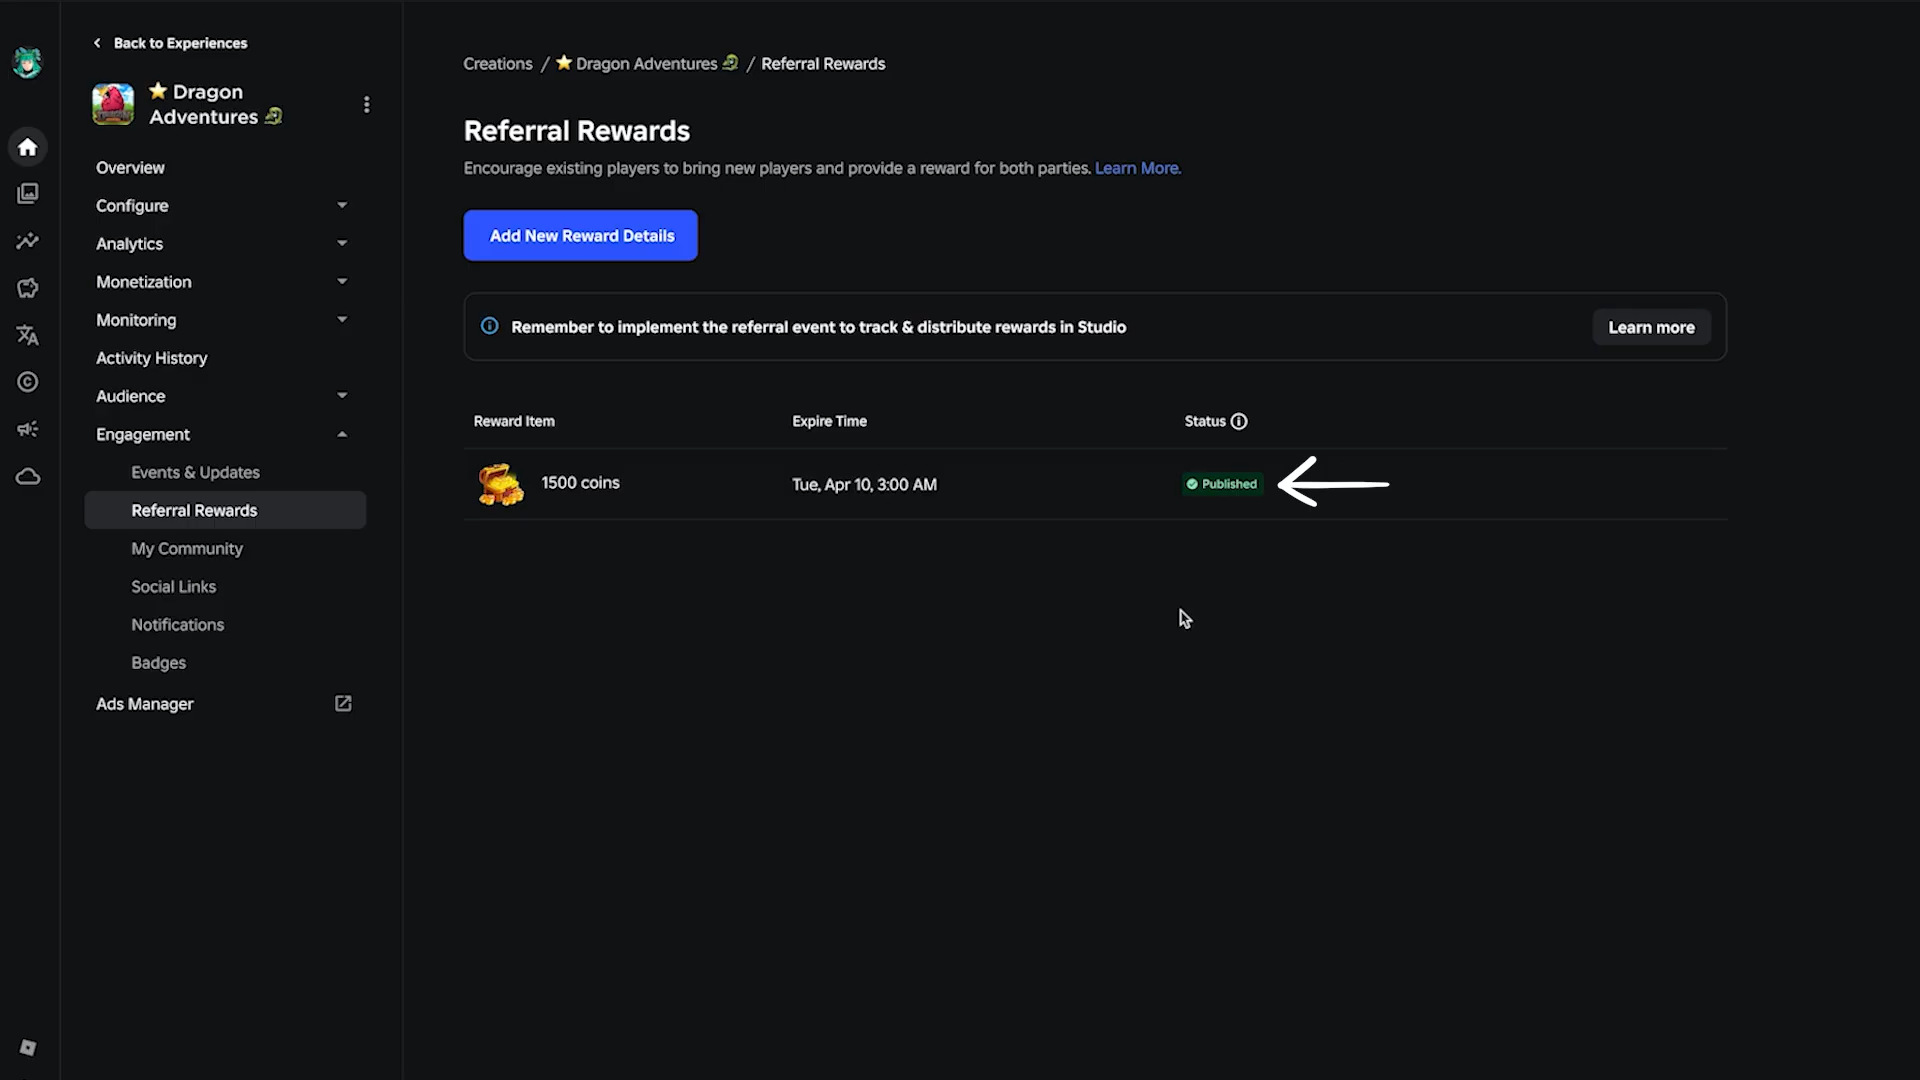 Back to Experiences
⭐ Dragon
Adventures 🐉
Overview
Configure
Analytics
Monetization
Monitoring
Activity History
Audience
Engagement
Events & Updates
Referral Rewards
My Community
Social Links
Notifications
Badges
Ads Manager
Creations / ⭐ Dragon Adventures 🐉 / Referral Rewards
Referral Rewards
Encourage existing players to bring new players and provide a reward for both parties. Learn More.
Add New Reward Details
Remember to implement the referral event to track & distribute rewards in Studio
Learn more
Reward Item Expire Time Status
1500 coins Tue, Apr 10, 3:00 AM Published